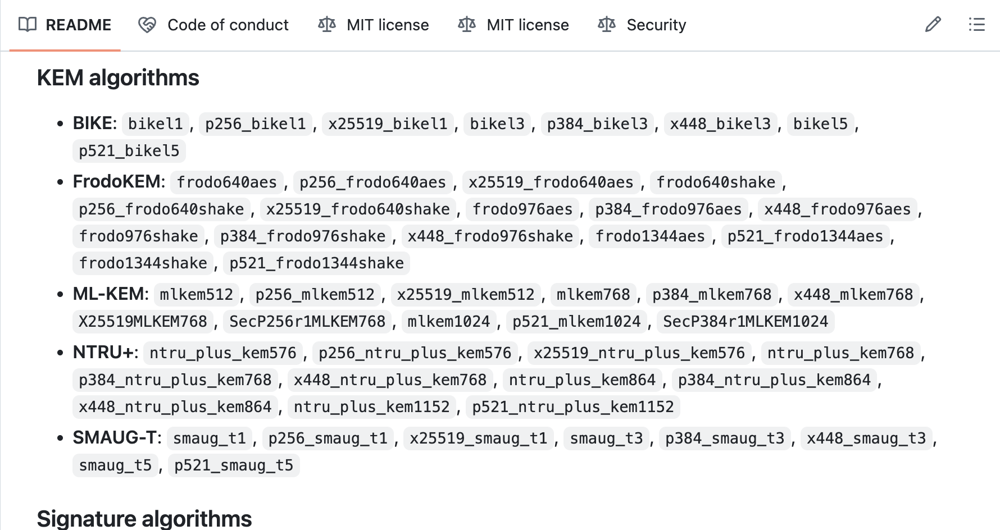 README Code of conduct MIT license MIT license Security
KEM algorithms
• BIKE: bikel1, p256_bikel1, x25519_bikel1, bikel3, p384_bikel3, x448_bikel3, bikel5,
p521_bikel5
• FrodoKEM: frodo640aes, p256_frodo640aes, x25519_frodo640aes, frodo640shake,
p256_frodo640shake, x25519_frodo640shake, frodo976aes, p384_frodo976aes, x448_frodo976aes,
frodo976shake, p384_frodo976shake, x448_frodo976shake, frodo1344aes, p521_frodo1344aes,
frodo1344shake, p521_frodo1344shake
• ML-KEM: mlkem512, p256_mlkem512, x25519_mlkem512, mlkem768, p384_mlkem768, x448_mlkem768,
X25519MLKEM768, SecP256r1MLKEM768, mlkem1024, p521_mlkem1024, SecP384r1MLKEM1024
• NTRU+: ntru_plus_kem576, p256_ntru_plus_kem576, x25519_ntru_plus_kem576, ntru_plus_kem768,
p384_ntru_plus_kem768, x448_ntru_plus_kem768, ntru_plus_kem864, p384_ntru_plus_kem864,
x448_ntru_plus_kem864, ntru_plus_kem1152, p521_ntru_plus_kem1152
• SMAUG-T: smaug_t1, p256_smaug_t1, x25519_smaug_t1, smaug_t3, p384_smaug_t3, x448_smaug_t3,
smaug_t5, p521_smaug_t5
Signature algorithms